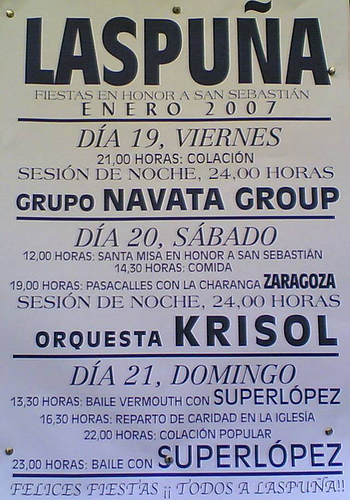 LASPUÑA
FIESTAS EN HONOR A SAN SEBASTIÁN
ENERO 2007
DÍA 19, VIERNES
21,00 HORAS: COLACIÓN
SESIÓN DE NOCHE, 24,00 HORAS
GRUPO NAVATA GROUP
DÍA 20, SÁBADO
12,00 HORAS: SANTA MISA EN HONOR A SAN SEBASTIÁN
14,30 HORAS: COMIDA
19,00 HORAS: PASACALLES CON LA CHARANGA ZARAGOZA
SESIÓN DE NOCHE, 24,00 HORAS
ORQUESTA KRISOL
DÍA 21, DOMINGO
13,30 HORAS: BAILE VERMOUTH CON SUPERLÓPEZ
16,30 HORAS: REPARTO DE CARIDAD EN LA IGLESÍA
22,00 HORAS: COLACIÓN POPULAR
23,00 HORAS: BAILE CON SUPERLÓPEZ
FELICES FIESTAS ¡¡ TODOS A LASPUÑA!!